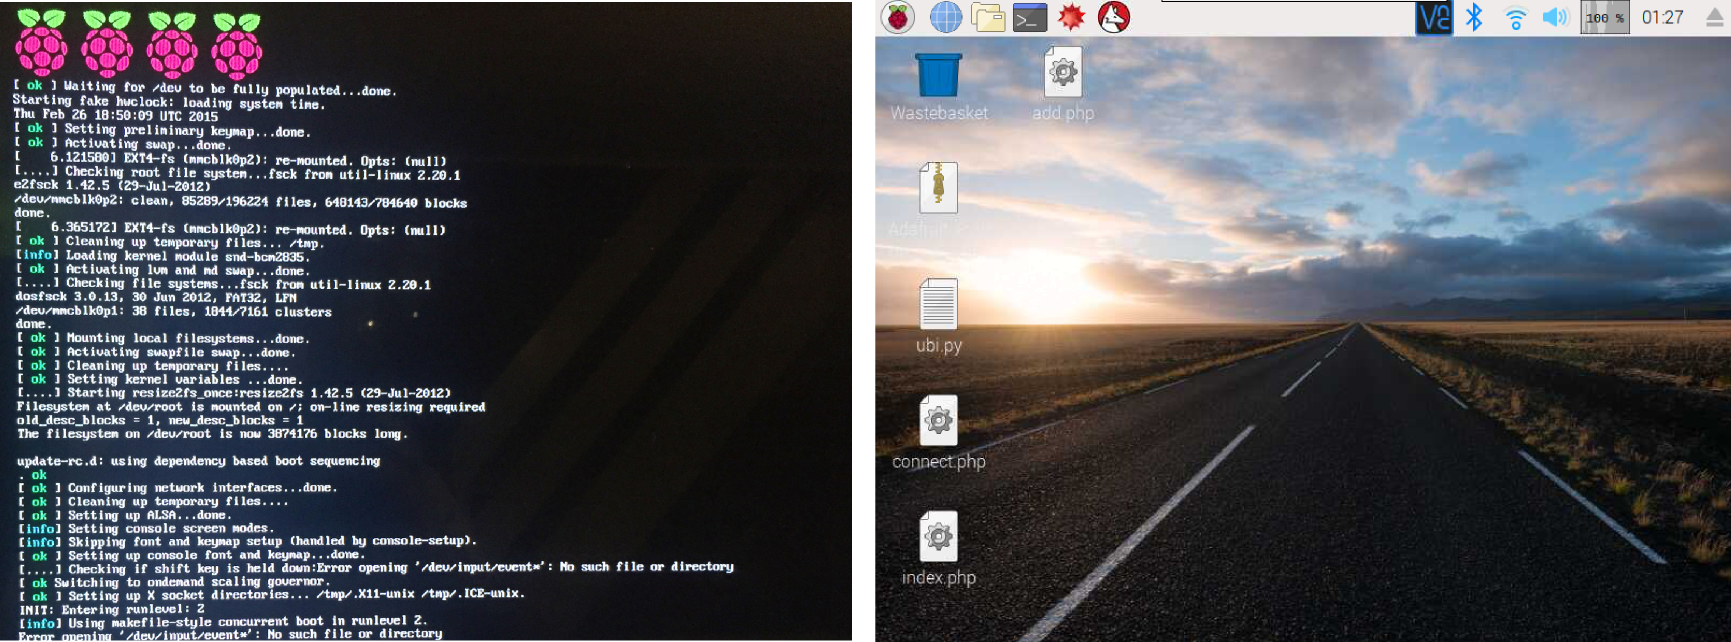 [ ok ] Waiting for /dev to be fully populated...done.
Starting fake hwclock: loading system time.
Thu Feb 26 18:50:09 UTC 2015
[ ok ] Setting preliminary keymap...done.
[ ok ] Activating swap...done.
[    6.121580] EXT4-fs (mmcblk0p2): re-mounted. Opts: (null)
[....] Checking root file system...fsck from util-linux 2.20.1
e2fsck 1.42.5 (29-Jul-2012)
/dev/mmcblk0p2: clean, 85289/196224 files, 648143/784640 blocks
done.
[    6.365172] EXT4-fs (mmcblk0p2): re-mounted. Opts: (null)
[ ok ] Cleaning up temporary files... /tmp.
[info] Loading kernel module snd-bcm2835.
[ ok ] Activating lvm and md swap...done.
[....] Checking file systems...fsck from util-linux 2.20.1
dosfsck 3.0.13, 30 Jun 2012, FAT32, LFN
/dev/mmcblk0p1: 38 files, 1844/7161 clusters
done.
[ ok ] Mounting local filesystems...done.
[ ok ] Activating swapfile swap...done.
[ ok ] Cleaning up temporary files....
[ ok ] Setting kernel variables ...done.
[....] Starting resize2fs_once:resize2fs 1.42.5 (29-Jul-2012)
Filesystem at /dev/root is mounted on /; on-line resizing required
old_desc_blocks = 1, new_desc_blocks = 1
The filesystem on /dev/root is now 3874176 blocks long.
update-rc.d: using dependency based boot sequencing
. ok
[ ok ] Configuring network interfaces...done.
[ ok ] Cleaning up temporary files....
[ ok ] Setting up ALSA...done.
[info] Setting console screen modes.
[info] Skipping font and keymap setup (handled by console-setup).
[ ok ] Setting up console font and keymap...done.
[....] Checking if shift key is held down:Error opening '/dev/input/event*': No such file or directory
[ ok Switching to ondemand scaling governor.
[ ok ] Setting up X socket directories... /tmp/.X11-unix /tmp/.ICE-unix.
INIT: Entering runlevel: 2
[info] Using makefile-style concurrent boot in runlevel 2.
Error opening '/dev/input/event*': No such file or directory
100 %
01:27
Wastebasket
add.php
ubi.py
connect.php
index.php